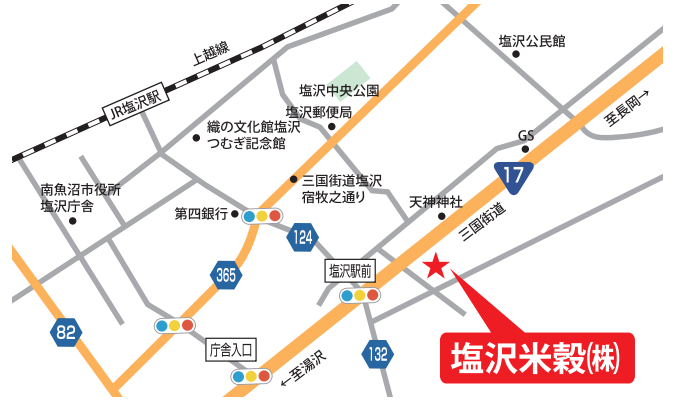 上越線
塩沢公民館
JR塩沢駅
塩沢中央公園
塩沢郵便局
至長岡→
織の文化館塩沢
つむぎ記念館
GS
17
南魚沼市役所
塩沢庁舎
三国街道塩沢
宿牧之通り
第四銀行
天神神社
三国街道
124
365
塩沢駅前
82
庁舎入口
132
←至湯沢
塩沢米穀㈱